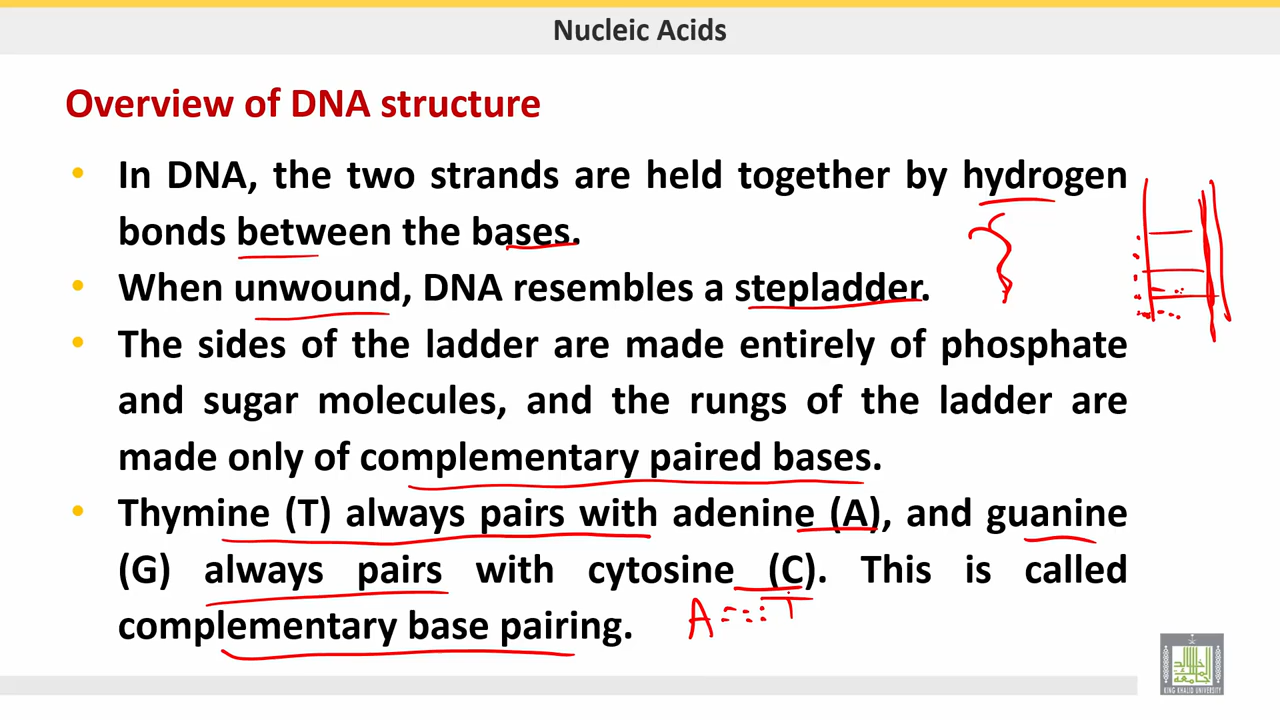 Nucleic Acids
Overview of DNA structure
• In DNA, the two strands are held together by hydrogen
bonds between the bases.
• When unwound, DNA resembles a stepladder.
• The sides of the ladder are made entirely of phosphate
and sugar molecules, and the rungs of the ladder are
made only of complementary paired bases.
• Thymine (T) always pairs with adenine (A), and guanine
(G) always pairs with cytosine (C). This is called
complementary base pairing.
A T
KING KHALID UNIVERSITY